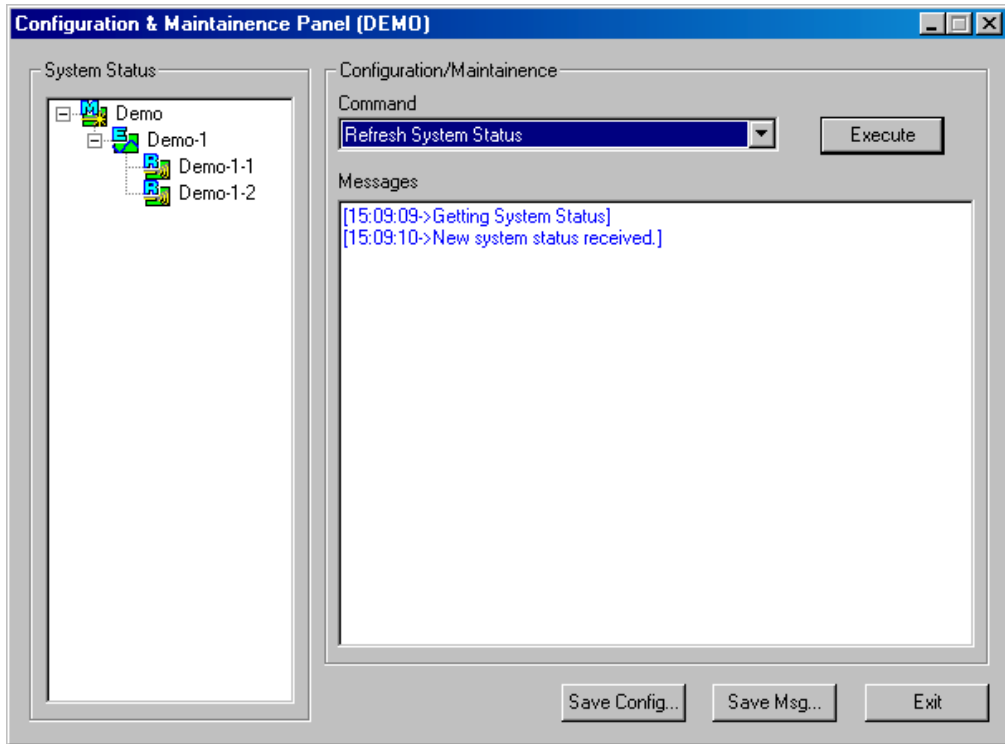 Configuration & Maintainence Panel (DEMO)
System Status
M Demo
E Demo-1
R Demo-1-1
R Demo-1-2
Configuration/Maintainence
Command
Refresh System Status
Execute
Messages
[15:09:09->Getting System Status]
[15:09:10->New system status received.]
Save Config...
Save Msg...
Exit